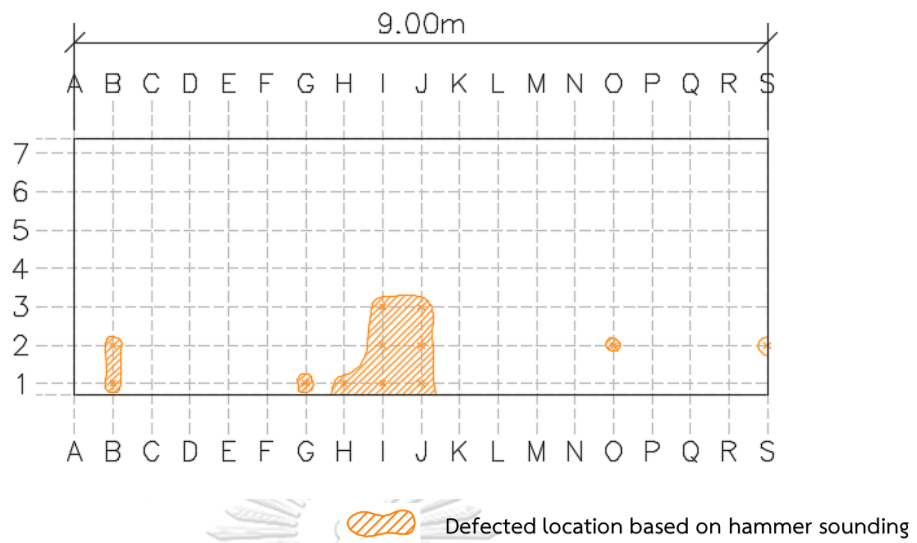 9.00m
A B C D E F G H I J K L M N O P Q R S
7
6
5
4
3
2
1
A B C D E F G H I J K L M N O P Q R S
Defected location based on hammer sounding